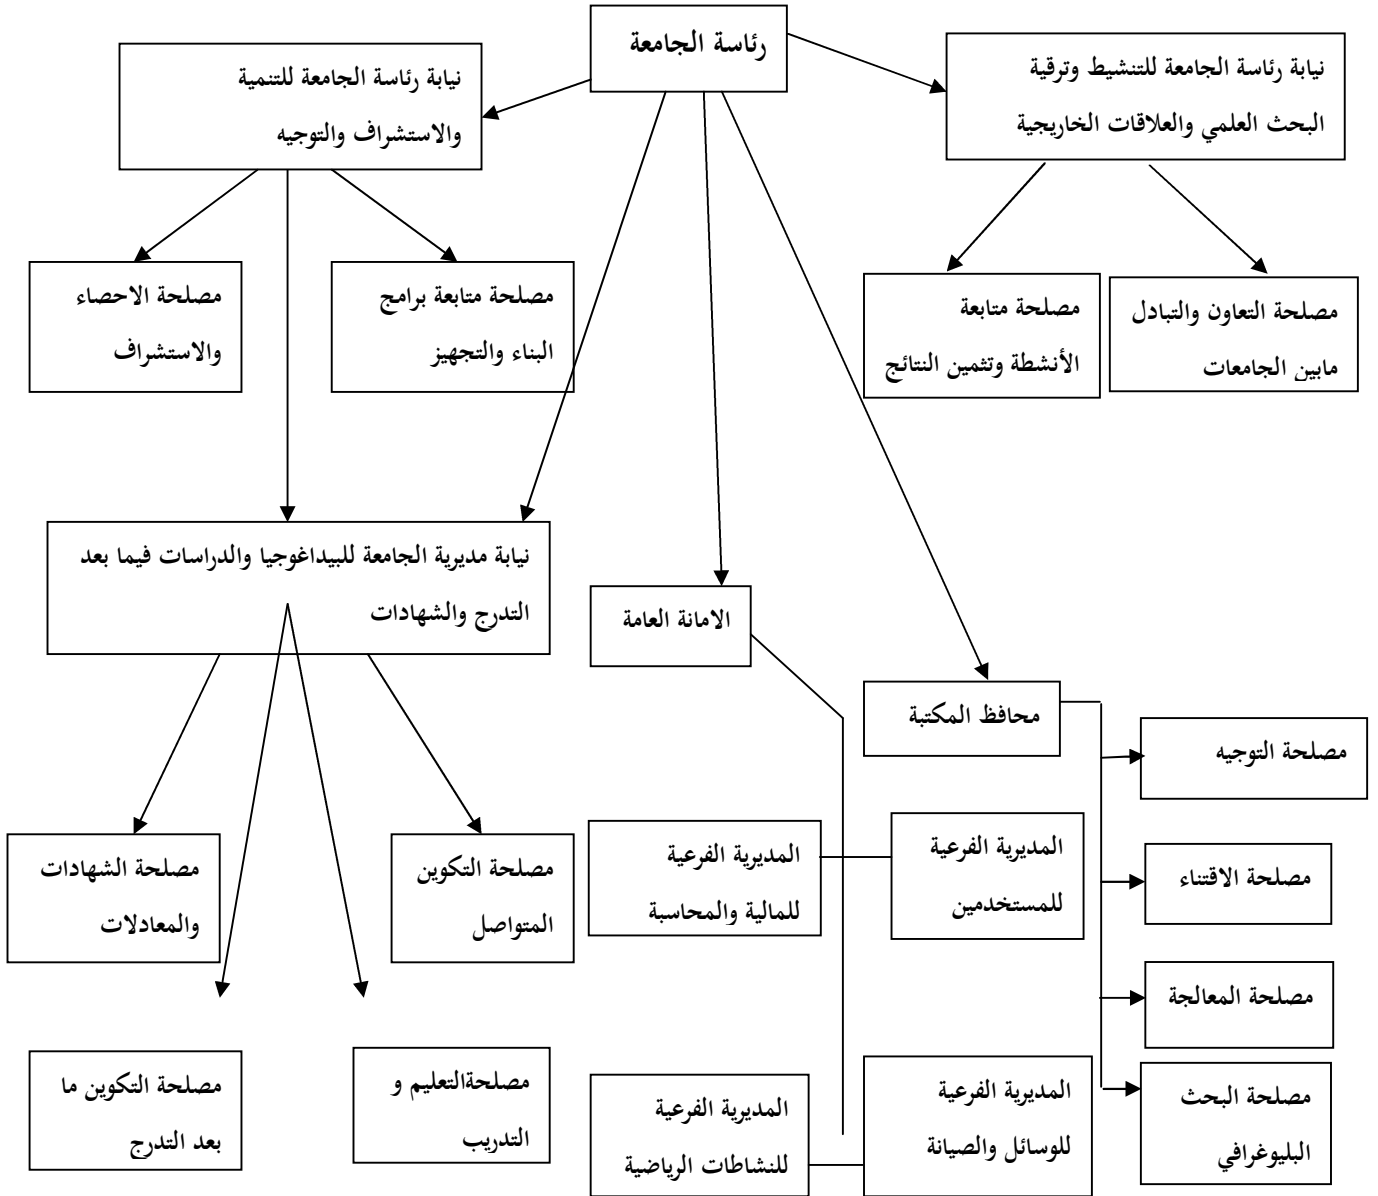 رئاسة الجامعة
نيابة رئاسة الجامعة للتنشيط وترقية
البحث العلمي والعلاقات الخاريجية
نيابة رئاسة الجامعة للتنمية
والاستشراف والتوجيه
مصلحة التعاون والتبادل
مابين الجامعات
مصلحة متابعة
الأنشطة وتثمين النتائج
مصلحة متابعة برامج
البناء والتجهيز
مصلحة الاحصاء
والاستشراف
نيابة مديرية الجامعة للبيداغوجيا والدراسات فيما بعد
التدرج والشهادات
الامانة العامة
محافظ المكتبة
مصلحة التوجيه
مصلحة الاقتناء
مصلحة المعالجة
مصلحة البحث
البليوغرافي
المديرية الفرعية
للمستخدمين
المديرية الفرعية
للمالية والمحاسبة
المديرية الفرعية
للوسائل والصيانة
المديرية الفرعية
للنشاطات الرياضية
مصلحة التكوين
المتواصل
مصلحة الشهادات
والمعادلات
مصلحةالتعليم و
التدريب
مصلحة التكوين ما
بعد التدرج